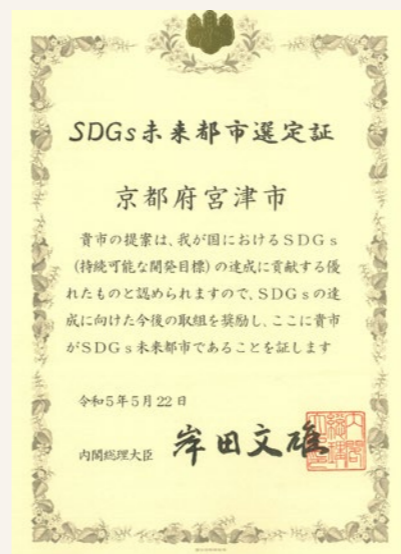 SDGs未来都市選定証
京都府宮津市
貴市の提案は、我が国におけるSDGs
(持続可能な開発目標)の達成に貢献する優
れたものと認められますので、SDGsの達
成に向けた今後の取組を奨励し、ここに貴市
がSDGs未来都市であることを証します
令和5年5月22日
内閣総理大臣 岸田文雄